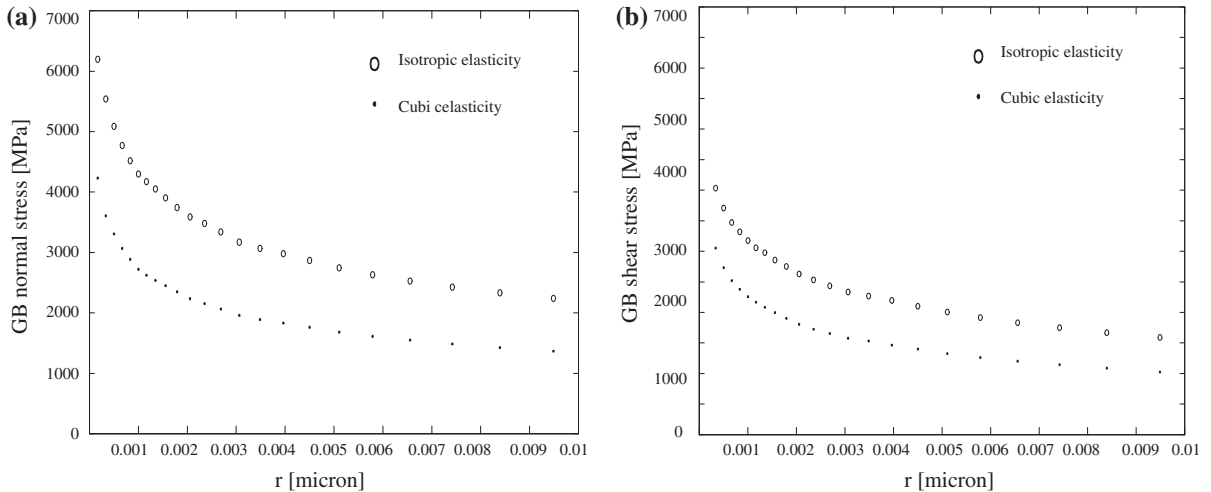 (a)
7000
6000
5000
4000
3000
2000
1000
0
GB normal stress [MPa]
Isotropic elasticity
Cubi celasticity
0.001 0.002 0.003 0.004 0.005 0.006 0.007 0.008 0.009 0.01
r [micron]
(b)
7000
6000
5000
4000
3000
2000
1000
0
GB shear stress [MPa]
Isotropic elasticity
Cubic elasticity
0.001 0.002 0.003 0.004 0.005 0.006 0.007 0.008 0.009 0.01
r [micron]